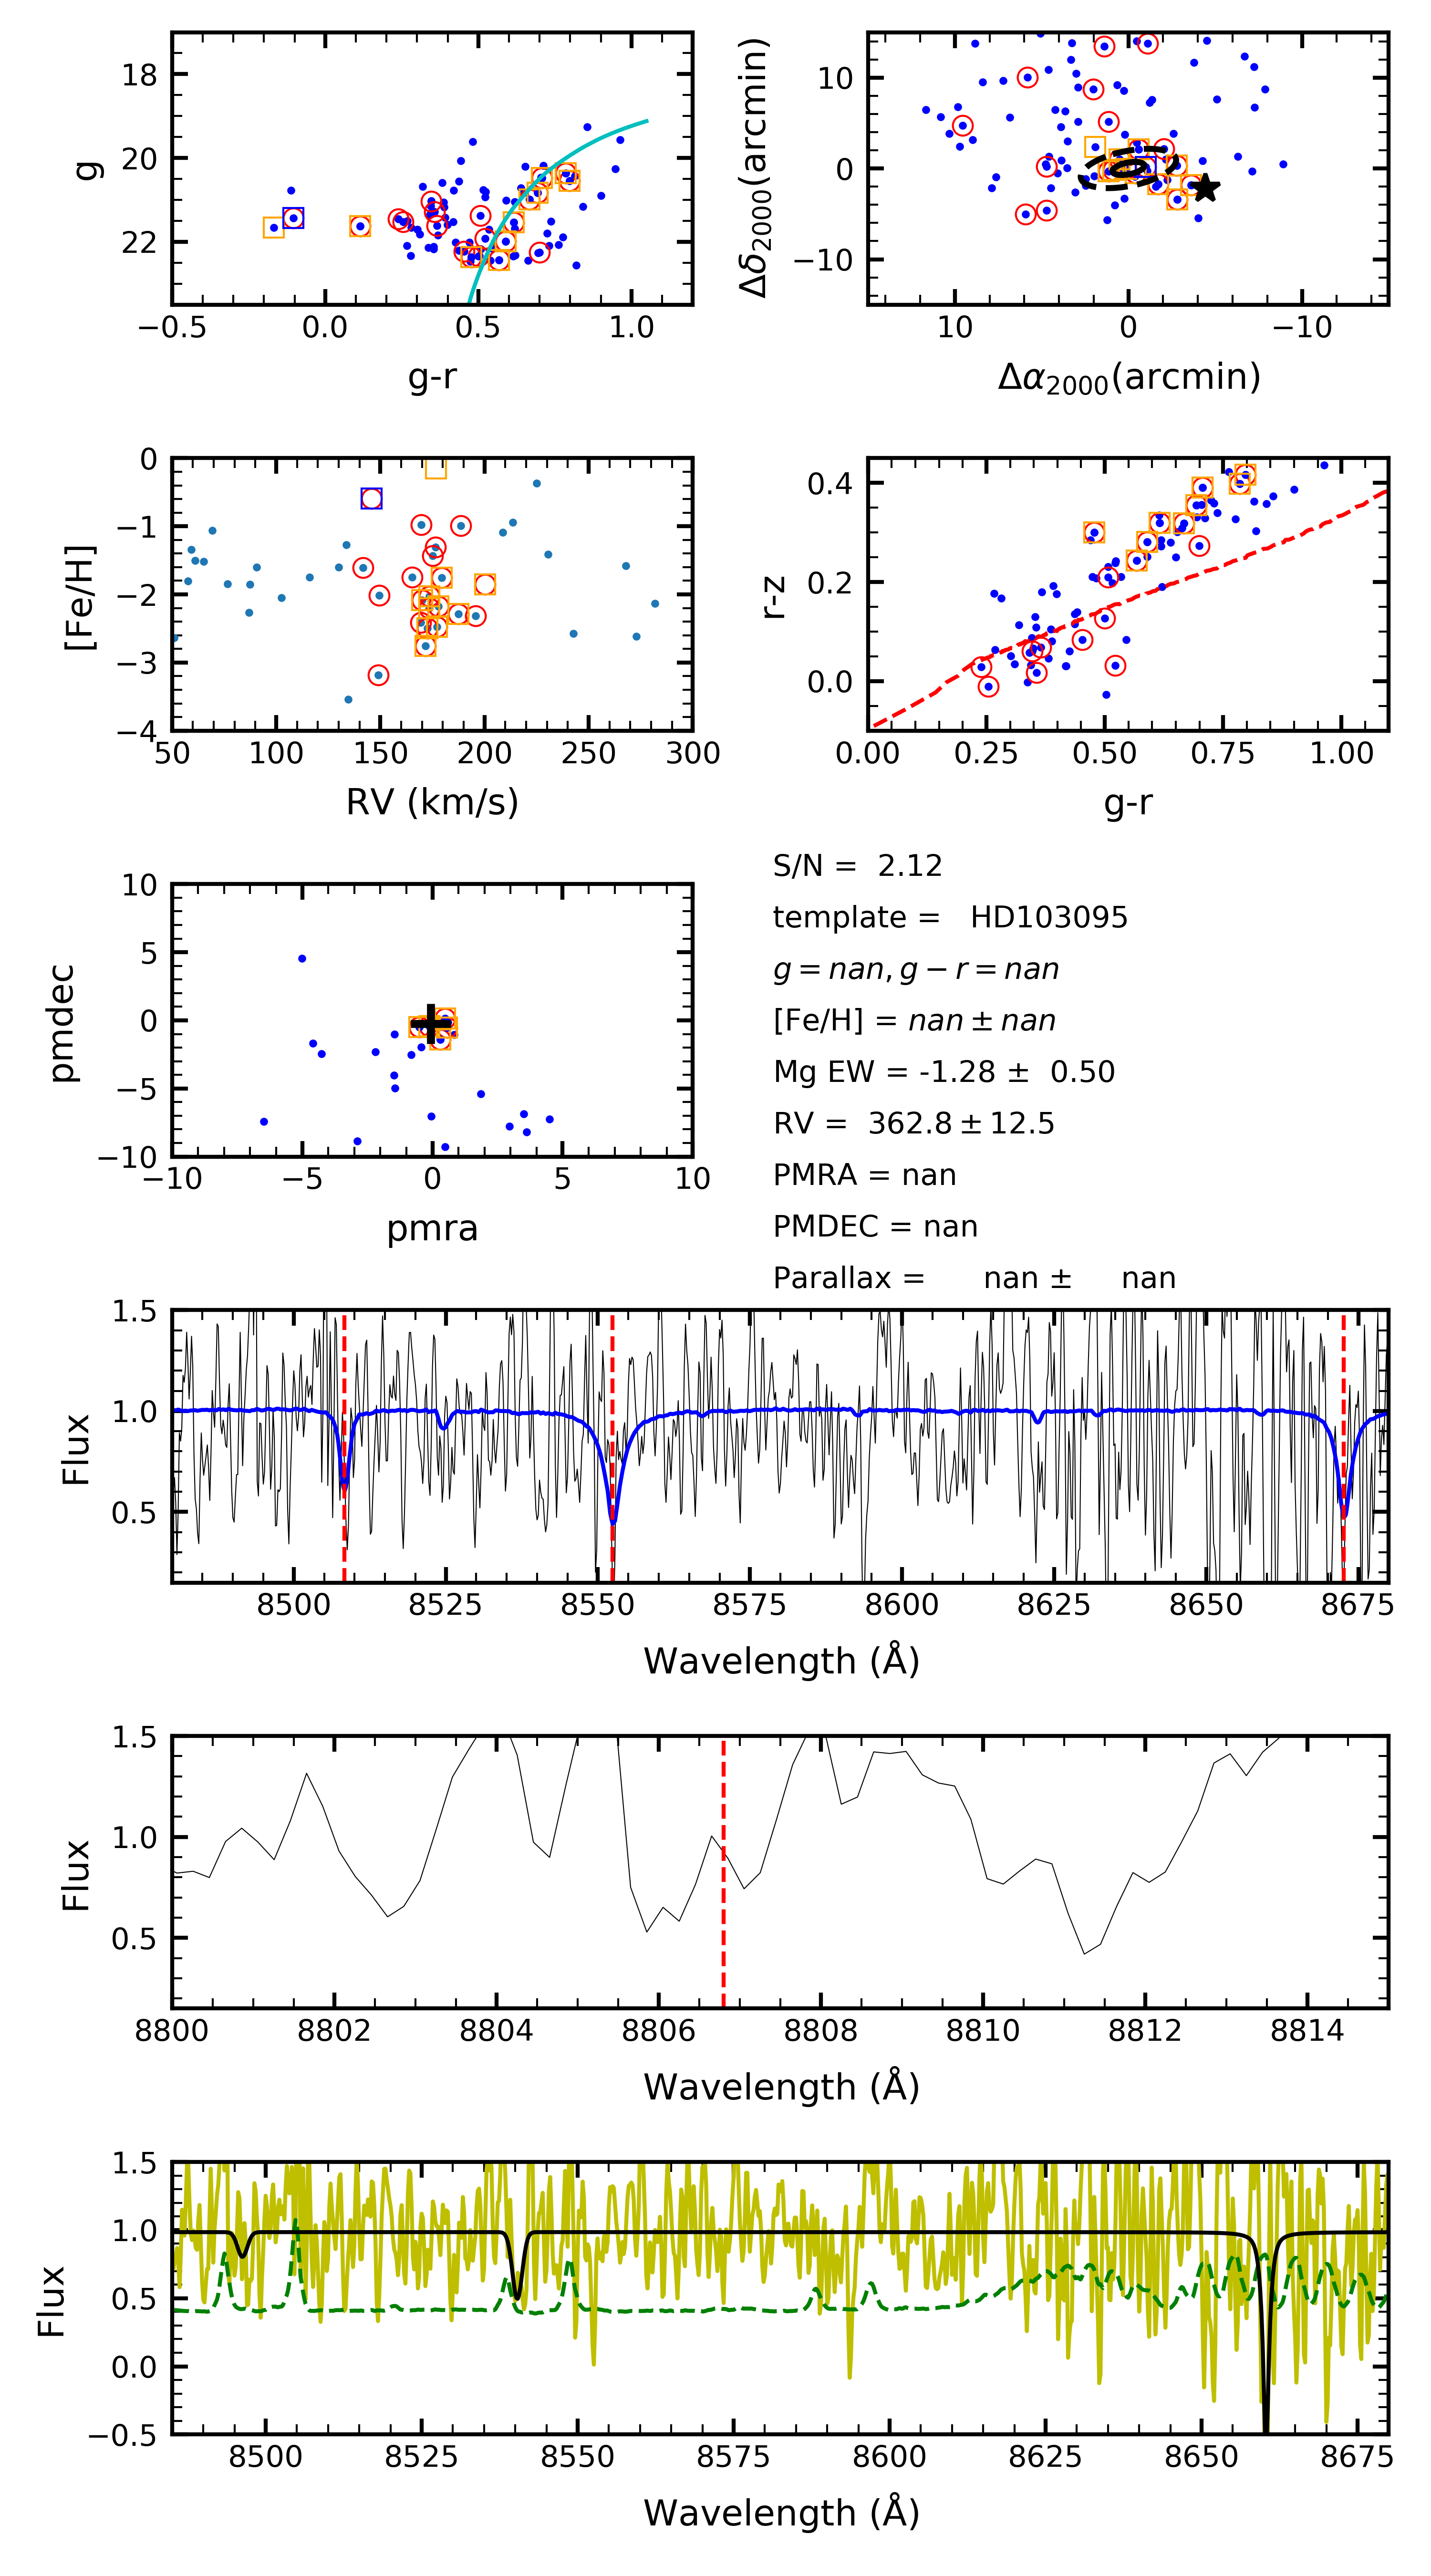 18
20
22
g
−0.5 0.0 0.5 1.0
g-r
10
0
−10
Δδ2000(arcmin)
10 0 −10
Δα2000(arcmin)
0
−1
−2
−3
−4
[Fe/H]
50 100 150 200 250 300
RV (km/s)
0.4
0.2
0.0
r-z
0.00 0.25 0.50 0.75 1.00
g-r
10
5
0
−5
−10
pmdec
−10 −5 0 5 10
pmra
S/N = 2.12
template = HD103095
g = nan, g − r = nan
[Fe/H] = nan ± nan
Mg EW = -1.28 ± 0.50
RV = 362.8 ± 12.5
PMRA = nan
PMDEC = nan
Parallax = nan ± nan
1.5
1.0
0.5
Flux
8500 8525 8550 8575 8600 8625 8650 8675
Wavelength (Å)
1.5
1.0
0.5
Flux
8800 8802 8804 8806 8808 8810 8812 8814
Wavelength (Å)
1.5
1.0
0.5
0.0
−0.5
Flux
8500 8525 8550 8575 8600 8625 8650 8675
Wavelength (Å)